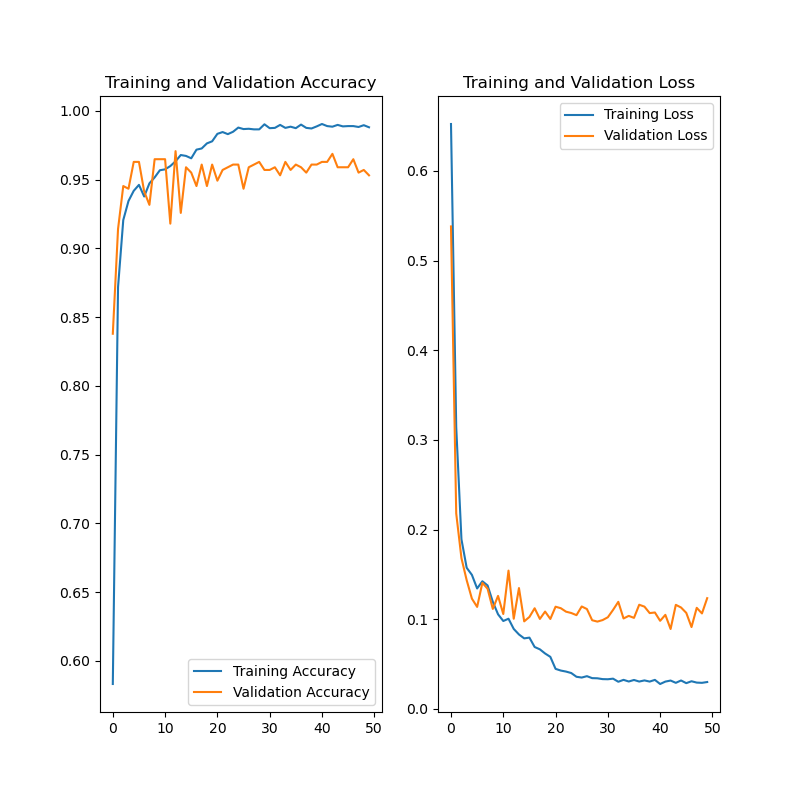 Training and Validation Accuracy
1.00
0.95
0.90
0.85
0.80
0.75
0.70
0.65
0.60
Training Accuracy
Validation Accuracy
0 10 20 30 40 50
Training and Validation Loss
Training Loss
Validation Loss
0.6
0.5
0.4
0.3
0.2
0.1
0.0
0 10 20 30 40 50